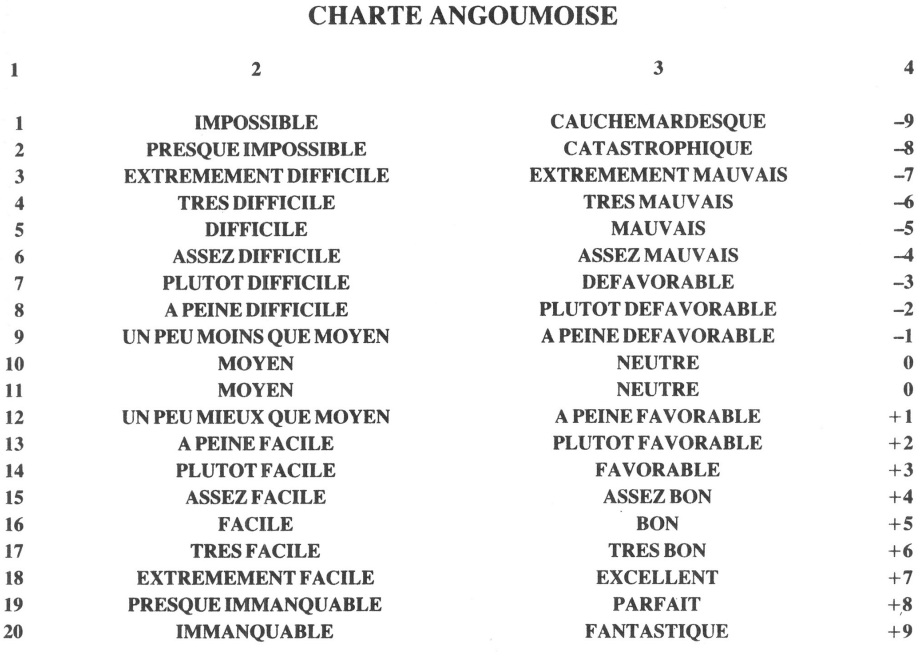 CHARTE ANGOUMOISE
1 2 3 4
1 IMPOSSIBLE CAUCHEMARDESQUE –9
2 PRESQUE IMPOSSIBLE CATASTROPHIQUE –8
3 EXTREMEMENT DIFFICILE EXTREMEMENT MAUVAIS –7
4 TRES DIFFICILE TRES MAUVAIS –6
5 DIFFICILE MAUVAIS –5
6 ASSEZ DIFFICILE ASSEZ MAUVAIS –4
7 PLUTOT DIFFICILE DEFAVORABLE –3
8 A PEINE DIFFICILE PLUTOT DEFAVORABLE –2
9 UN PEU MOINS QUE MOYEN A PEINE DEFAVORABLE –1
10 MOYEN NEUTRE 0
11 MOYEN NEUTRE 0
12 UN PEU MIEUX QUE MOYEN A PEINE FAVORABLE +1
13 A PEINE FACILE PLUTOT FAVORABLE +2
14 PLUTOT FACILE FAVORABLE +3
15 ASSEZ FACILE ASSEZ BON +4
16 FACILE BON +5
17 TRES FACILE TRES BON +6
18 EXTREMEMENT FACILE EXCELLENT +7
19 PRESQUE IMMANQUABLE PARFAIT +8
20 IMMANQUABLE FANTASTIQUE +9